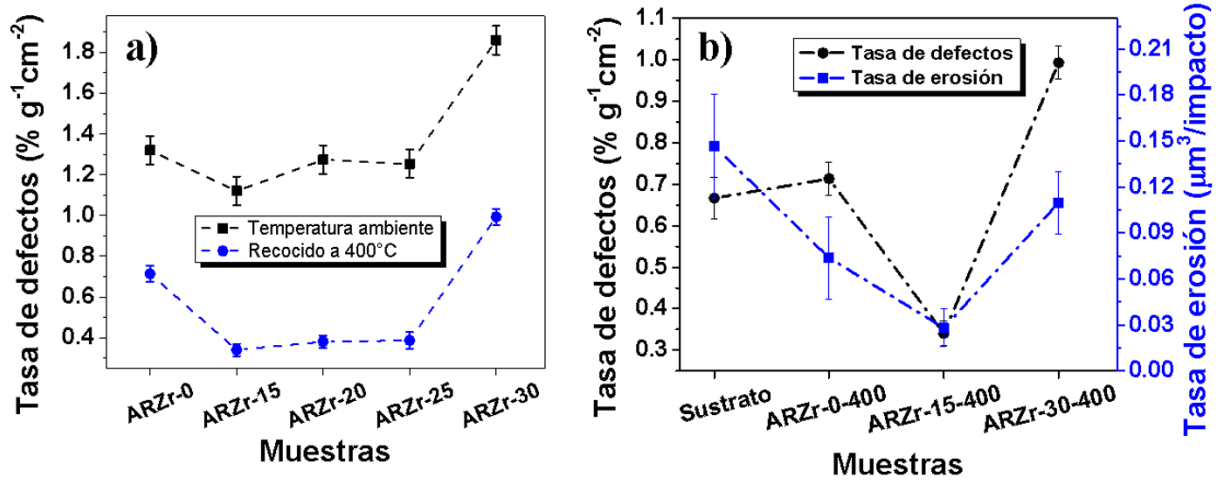 a)
Tasa de defectos (% g-1cm-2)
1.8
1.6
1.4
1.2
1.0
0.8
0.6
0.4
Temperatura ambiente
Recocido a 400°C
ARZr-0
ARZr-15
ARZr-20
ARZr-25
ARZr-30
Muestras
b)
Tasa de defectos (% g-1cm-2)
1.1
1.0
0.9
0.8
0.7
0.6
0.5
0.4
0.3
Tasa de defectos
Tasa de erosión
Sustrato
ARZr-0-400
ARZr-15-400
ARZr-30-400
Muestras
0.21
0.18
0.15
0.12
0.09
0.06
0.03
0.00
Tasa de erosión (μm3/impacto)